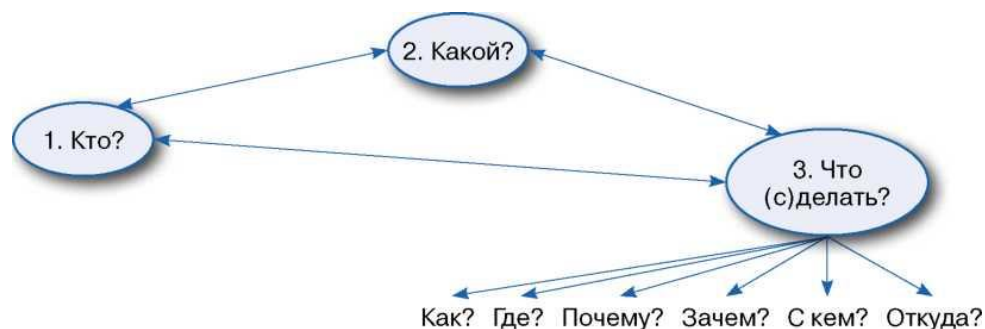 2. Какой?
1. Кто?
3. Что
(с)делать?
Как? Где? Почему? Зачем? С кем? Откуда?